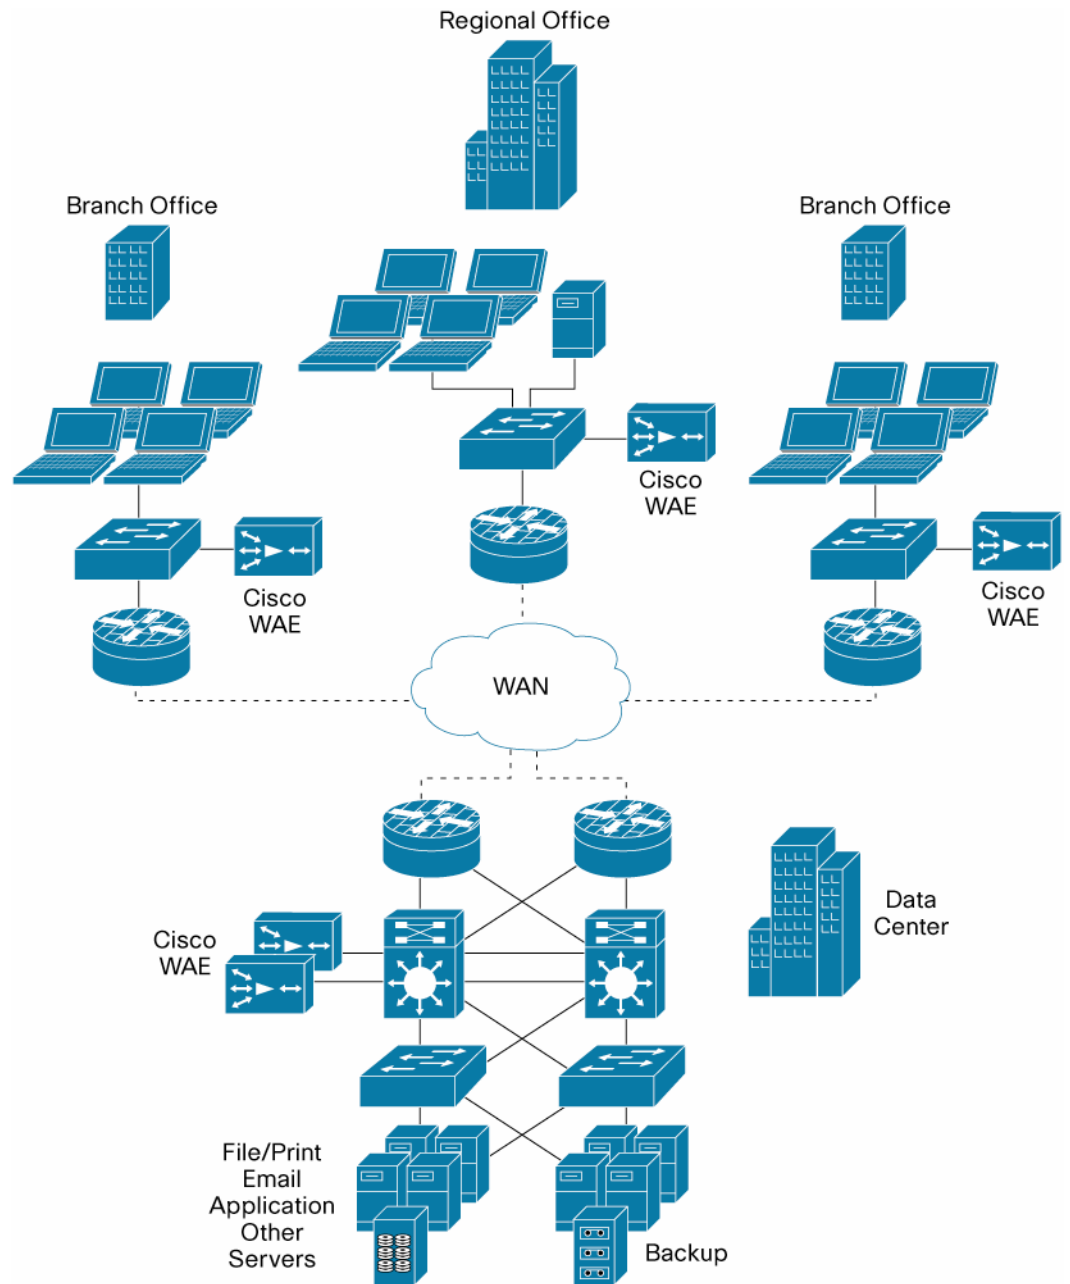 Regional Office
Branch Office
Branch Office
Cisco
WAE
Cisco
WAE
Cisco
WAE
WAN
Cisco
WAE
Data
Center
File/Print
Email
Application
Other
Servers
Backup